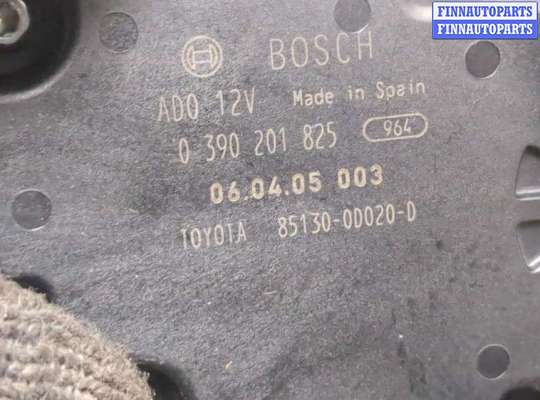 FINNAUTOPARTS
FINNAUTOPARTS
BOSCH
ADO 12V Made in Spain
0 390 201 825 964
06.04.05 003
TOYOTA 85130-0D020-D